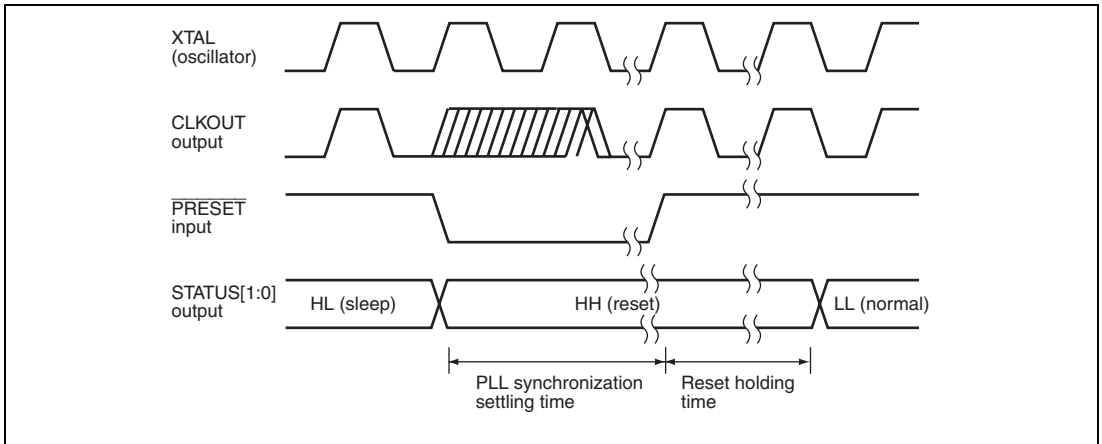 XTAL
(oscillator)
CLKOUT
output
PRESET
input
STATUS[1:0]
output
HL (sleep)
HH (reset)
LL (normal)
PLL synchronization
settling time
Reset holding
time